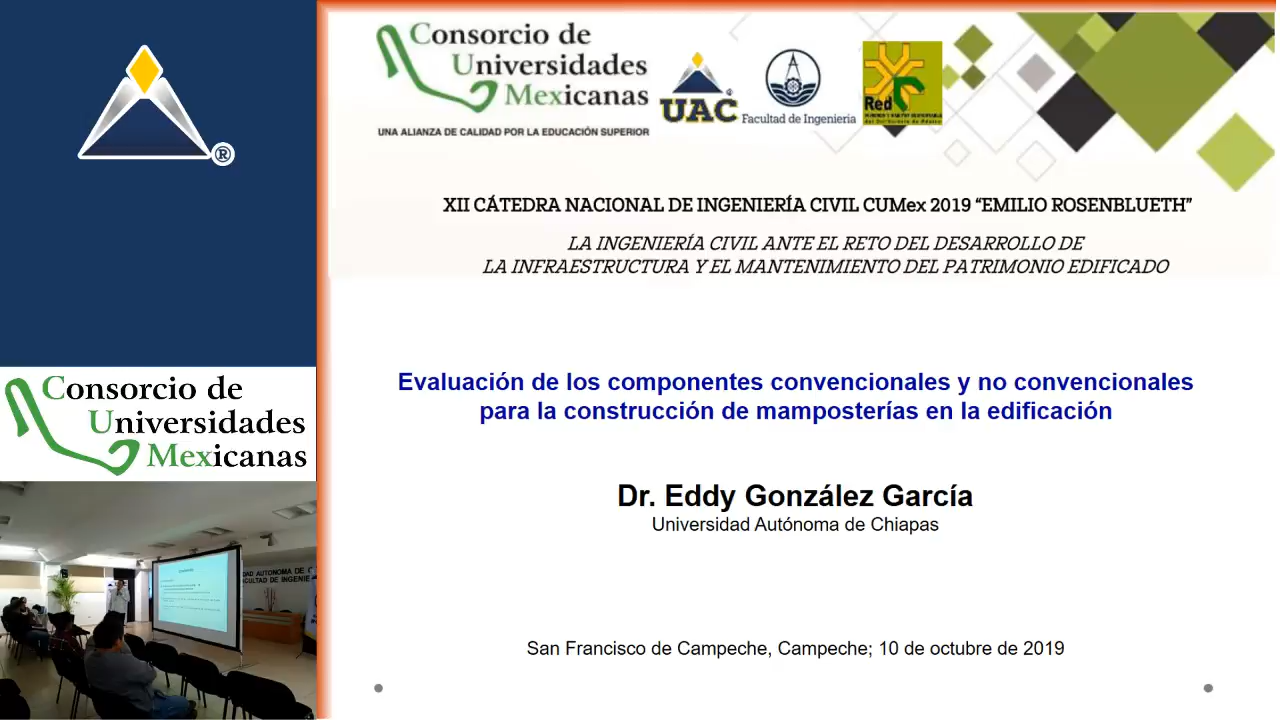 ®
Consorcio de
Universidades
Mexicanas
Consorcio de
Universidades
Mexicanas
UNA ALIANZA DE CALIDAD POR LA EDUCACIÓN SUPERIOR
UAC
Facultad de Ingeniería
Red
XII CÁTEDRA NACIONAL DE INGENIERÍA CIVIL CUMex 2019 “EMILIO ROSENBLUETH”
LA INGENIERÍA CIVIL ANTE EL RETO DEL DESARROLLO DE
LA INFRAESTRUCTURA Y EL MANTENIMIENTO DEL PATRIMONIO EDIFICADO
Evaluación de los componentes convencionales y no convencionales
para la construcción de mamposterías en la edificación
Dr. Eddy González García
Universidad Autónoma de Chiapas
San Francisco de Campeche, Campeche; 10 de octubre de 2019
AUTONOMA DE